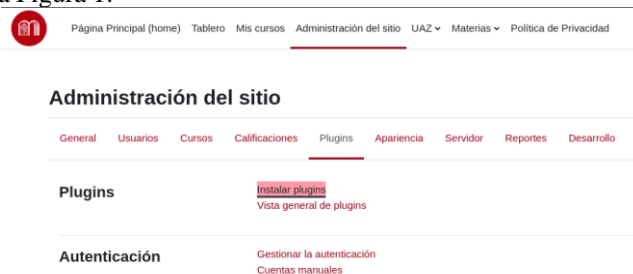 a Figura 1.
Página Principal (home) Tablero Mis cursos Administración del sitio UAZ Materias Política de Privacidad
Administración del sitio
General Usuarios Cursos Calificaciones Plugins Apariencia Servidor Reportes Desarrollo
Plugins
Instalar plugins
Vista general de plugins
Autenticación
Gestionar la autenticación
Cuentas manuales